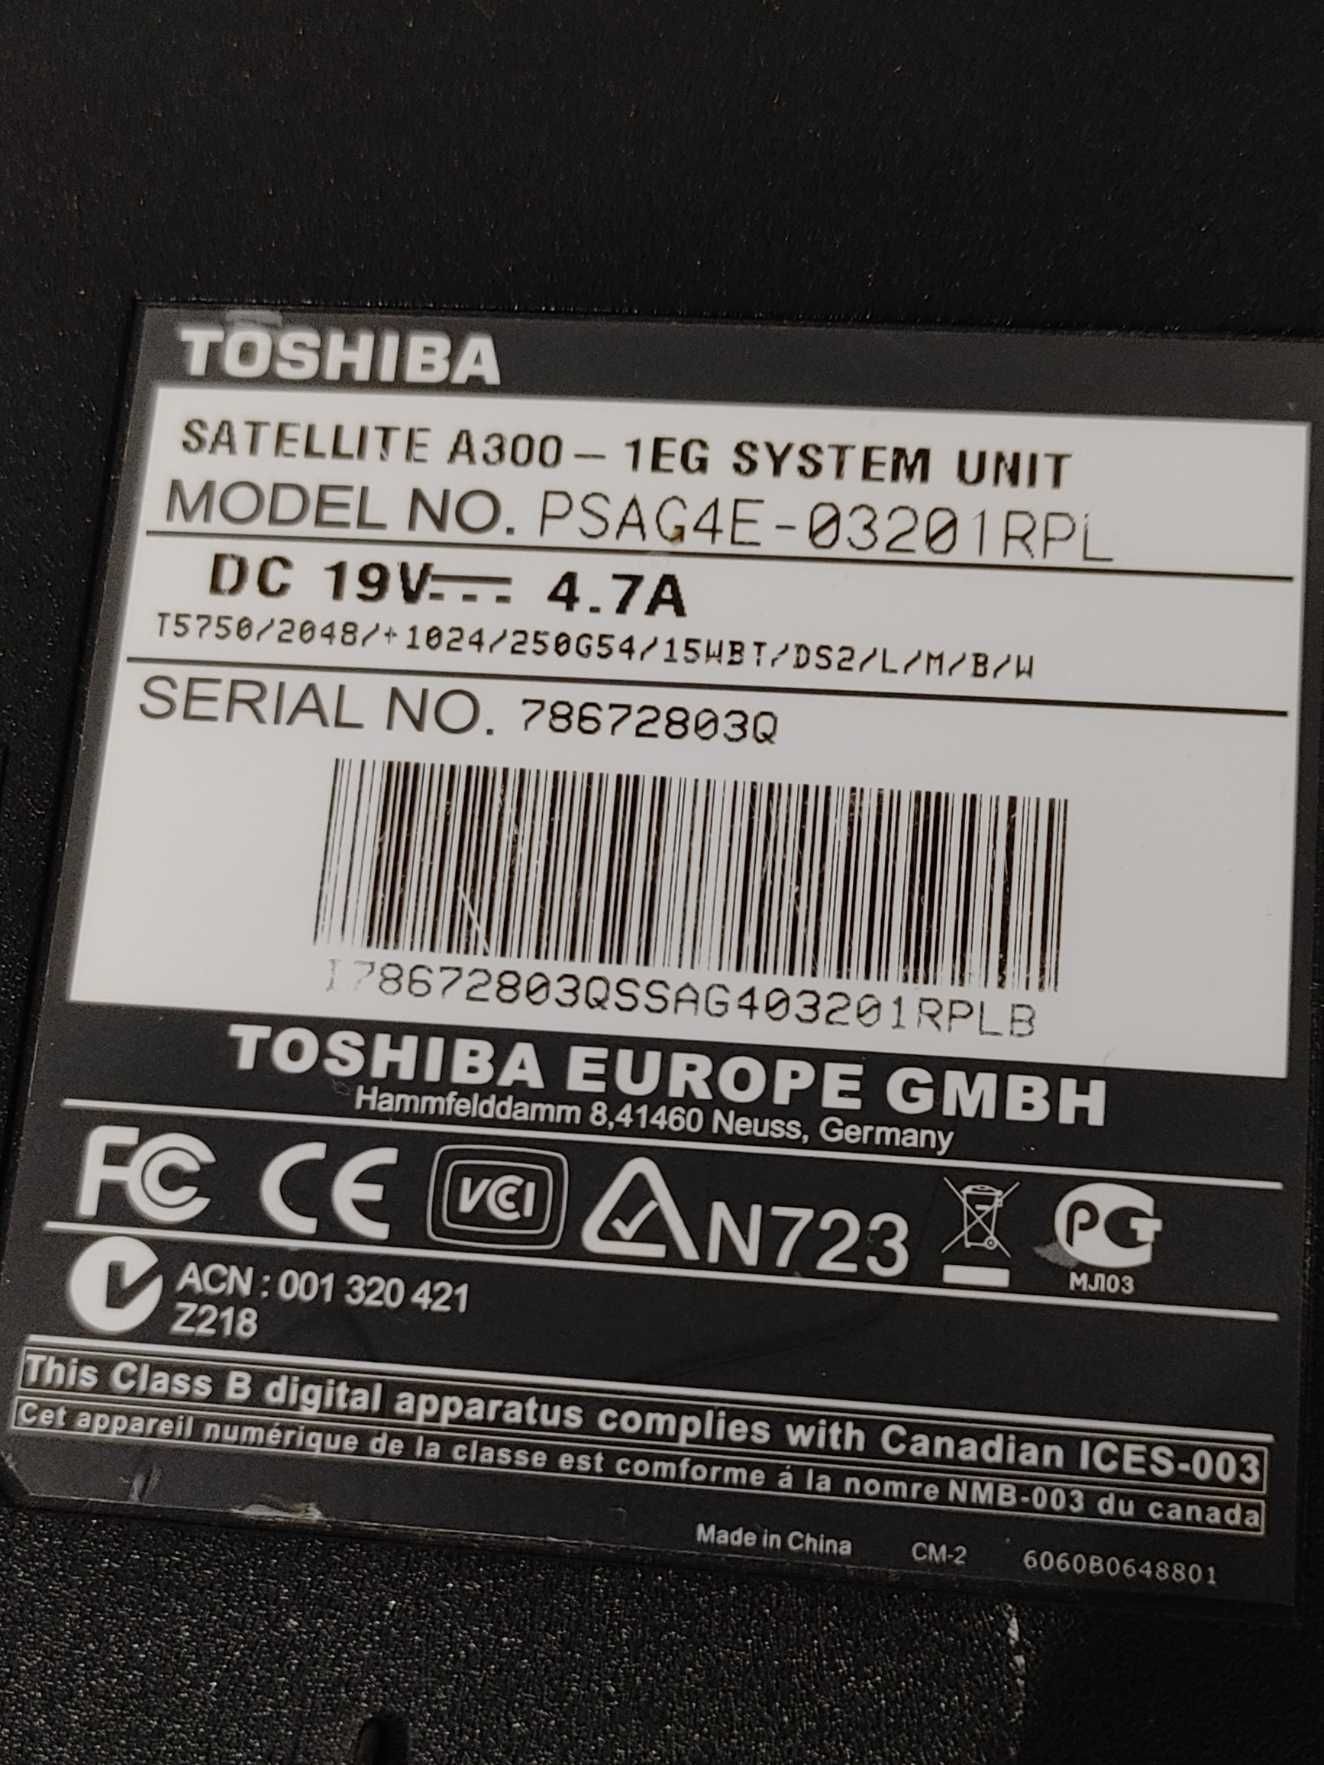 TOSHIBA
SATELLITE A300-1EG SYSTEM UNIT
MODEL NO. PSAG4E-03201RPL
DC 19V 4.7A
T5750/2048/+1024/250G54/15WBT/DS2/L/M/B/W
SERIAL NO. 78672803Q
I78672803QSSAG403201RPLB
TOSHIBA EUROPE GMBH
Hammfelddamm 8,41460 Neuss, Germany
FC CE VCI N723 PCT
МЛ03
ACN : 001 320 421
Z218
This Class B digital apparatus complies with Canadian ICES-003
Cet appareil numérique de la classe est comforme á la nomre NMB-003 du canada
Made in China CM-2 6060B0648801